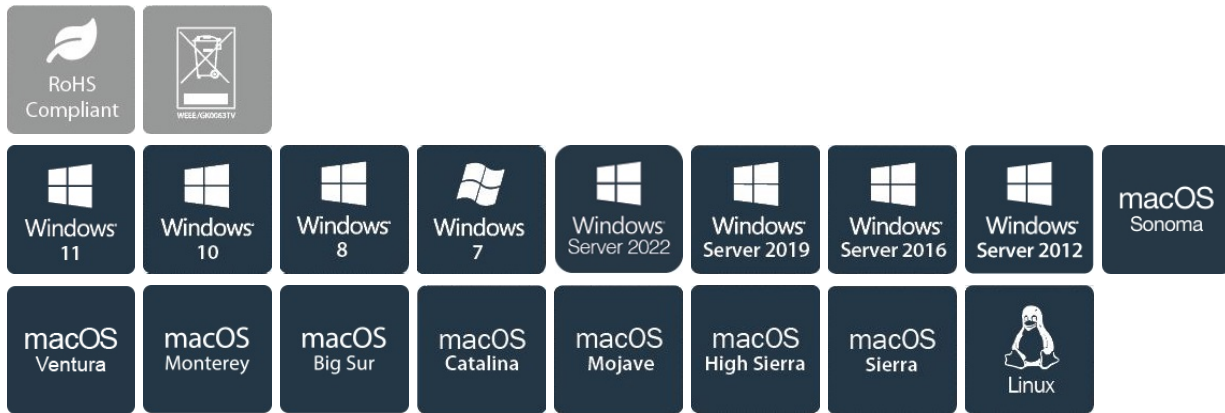 RoHS
Compliant
WEEE/GK0083TV
Windows
11
Windows
10
Windows
8
Windows
7
Windows
Server 2022
Windows
Server 2019
Windows
Server 2016
Windows
Server 2012
macOS
Sonoma
macOS
Ventura
macOS
Monterey
macOS
Big Sur
macOS
Catalina
macOS
Mojave
macOS
High Sierra
macOS
Sierra
Linux